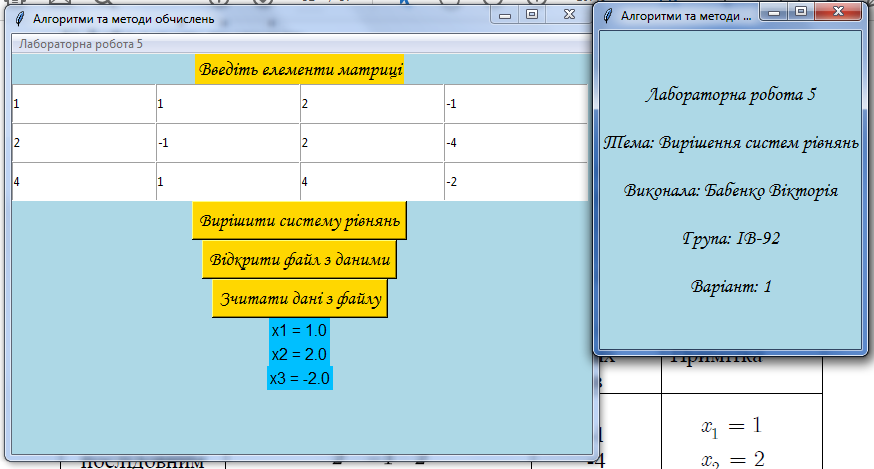 Алгоритми та методи обчислень
Лабораторна робота 5
Введіть елементи матриці
1 1 2 -1
2 -1 2 -4
4 1 4 -2
Вирішити систему рівнянь
Відкрити файл з даними
Зчитати дані з файлу
x1 = 1.0
x2 = 2.0
x3 = -2.0
Алгоритми та методи ...
Лабораторна робота 5
Тема: Вирішення систем рівнянь
Виконала: Бабенко Вікторія
Група: ІВ-92
Варіант: 1
Примітка
x₁ = 1
-4
x₂ = 2
послідовним